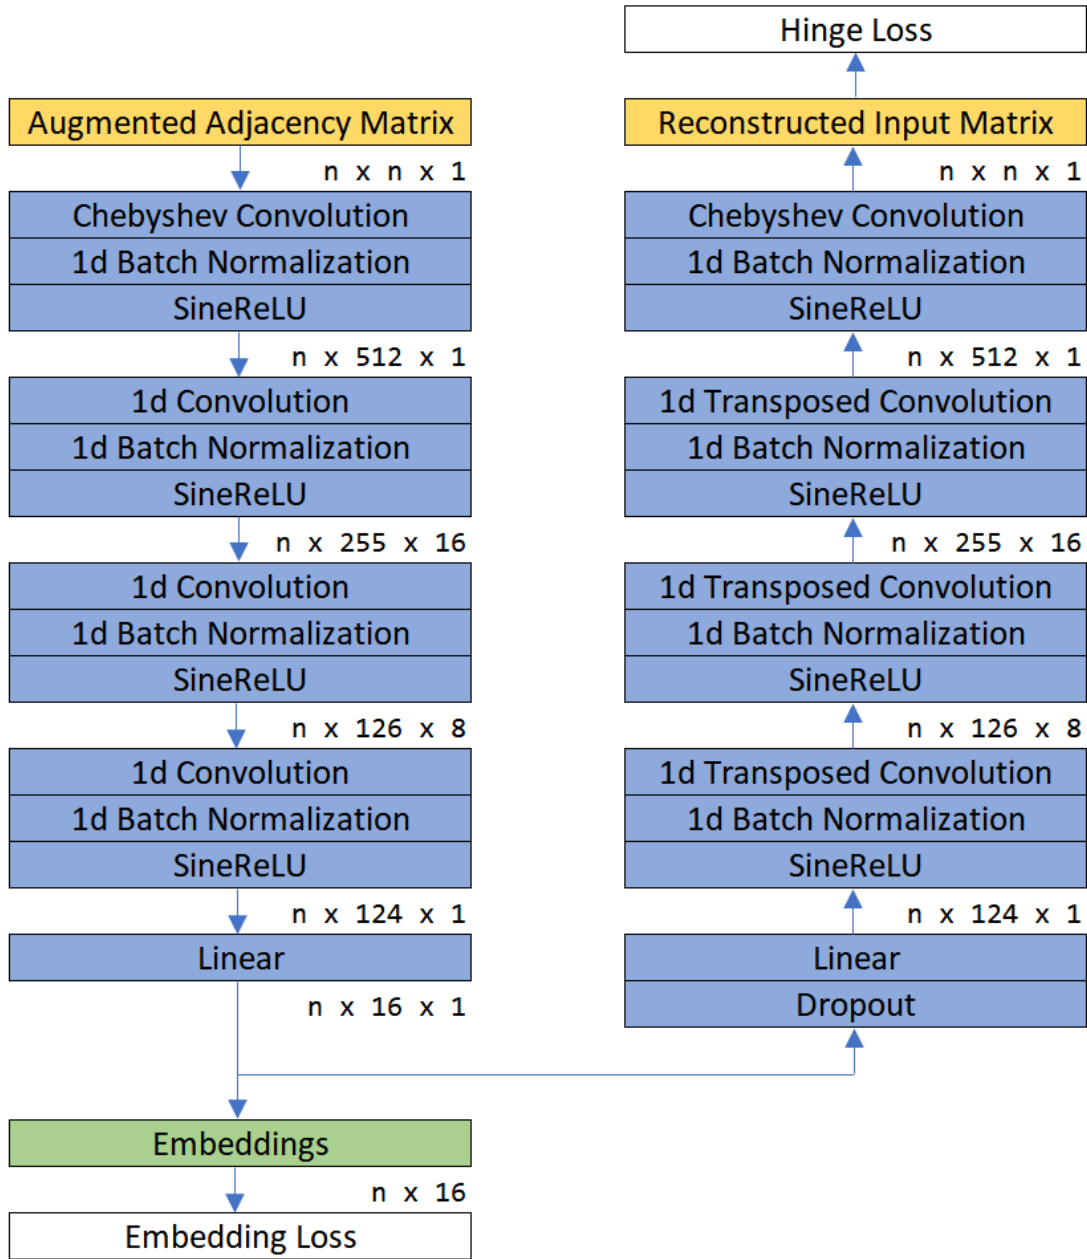 Augmented Adjacency Matrix
n x n x 1
Chebyshev Convolution
1d Batch Normalization
SineReLU
n x 512 x 1
1d Convolution
1d Batch Normalization
SineReLU
n x 255 x 16
1d Convolution
1d Batch Normalization
SineReLU
n x 126 x 8
1d Convolution
1d Batch Normalization
SineReLU
n x 124 x 1
Linear
n x 16 x 1
Embeddings
n x 16
Embedding Loss
Hinge Loss
Reconstructed Input Matrix
n x n x 1
Chebyshev Convolution
1d Batch Normalization
SineReLU
n x 512 x 1
1d Transposed Convolution
1d Batch Normalization
SineReLU
n x 255 x 16
1d Transposed Convolution
1d Batch Normalization
SineReLU
n x 126 x 8
1d Transposed Convolution
1d Batch Normalization
SineReLU
n x 124 x 1
Linear
Dropout